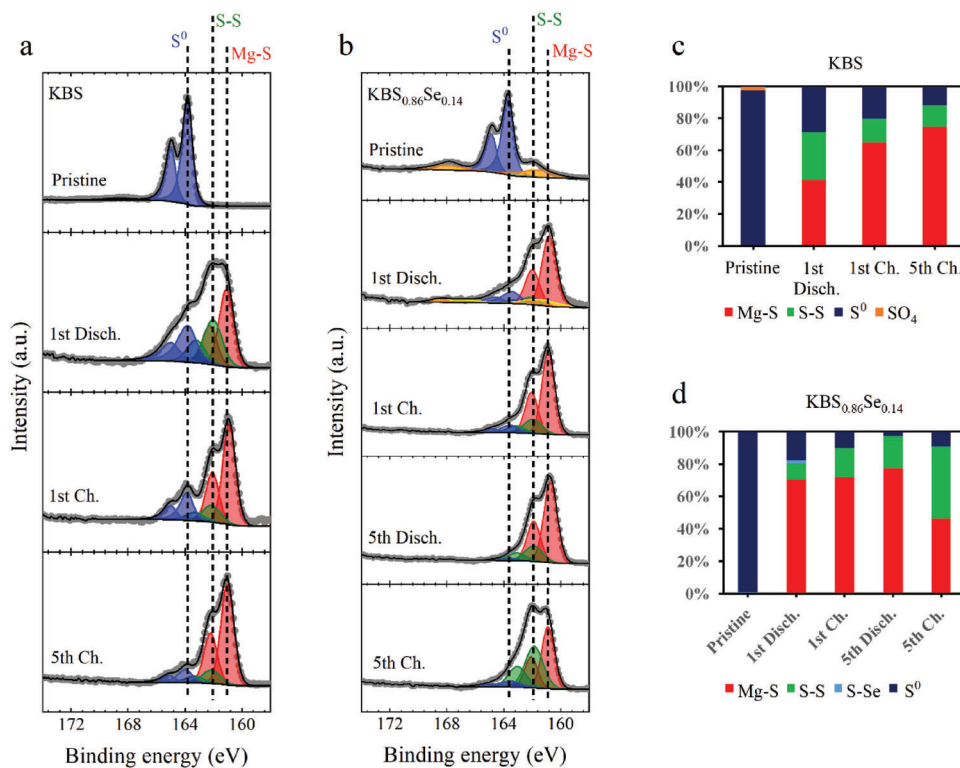 a
S⁰
S-S
Mg-S
KBS
Pristine
1st Disch.
1st Ch.
5th Ch.
Intensity (a.u.)
172 168 164 160
Binding energy (eV)
b
S⁰
S-S
Mg-S
KBS₀.₈₆Se₀.₁₄
Pristine
1st Disch.
1st Ch.
5th Disch.
5th Ch.
Intensity (a.u.)
172 168 164 160
Binding energy (eV)
c
KBS
100%
80%
60%
40%
20%
0%
Pristine 1st Disch. 1st Ch. 5th Ch.
Mg-S S-S S⁰ SO₄
d
KBS₀.₈₆Se₀.₁₄
100%
80%
60%
40%
20%
0%
Pristine 1st Disch. 1st Ch. 5th Disch. 5th Ch.
Mg-S S-S S-Se S⁰